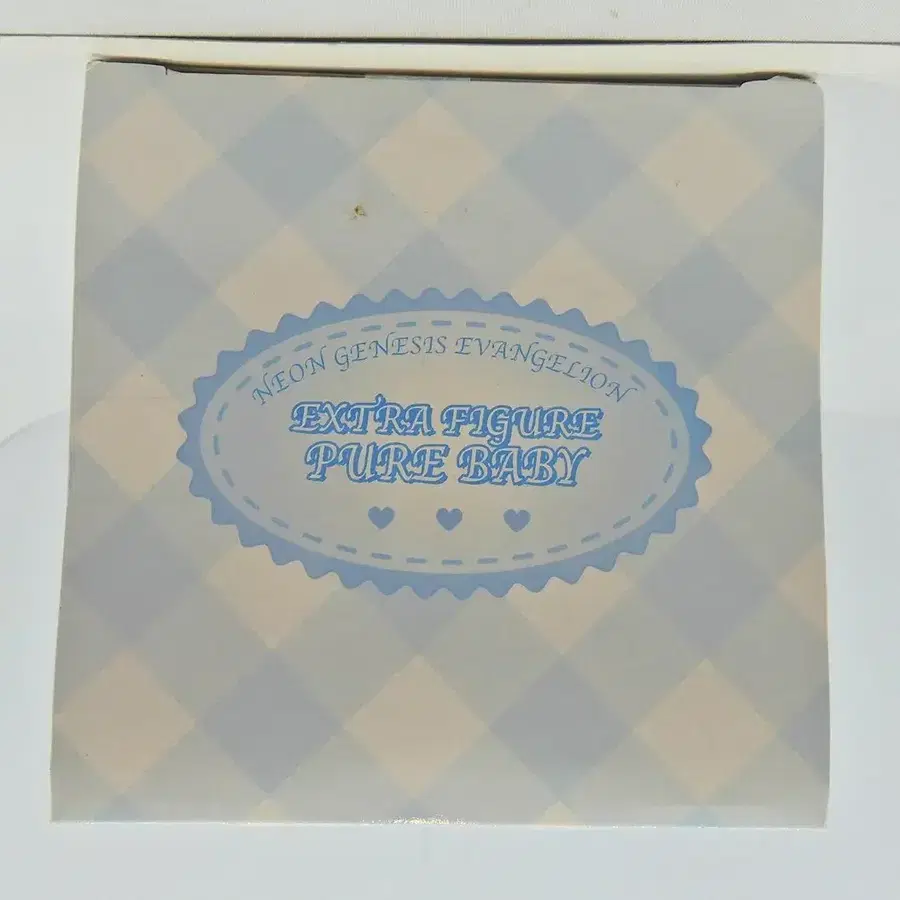 NEON GENESIS EVANGELION
EXTRA FIGURE
PURE BABY